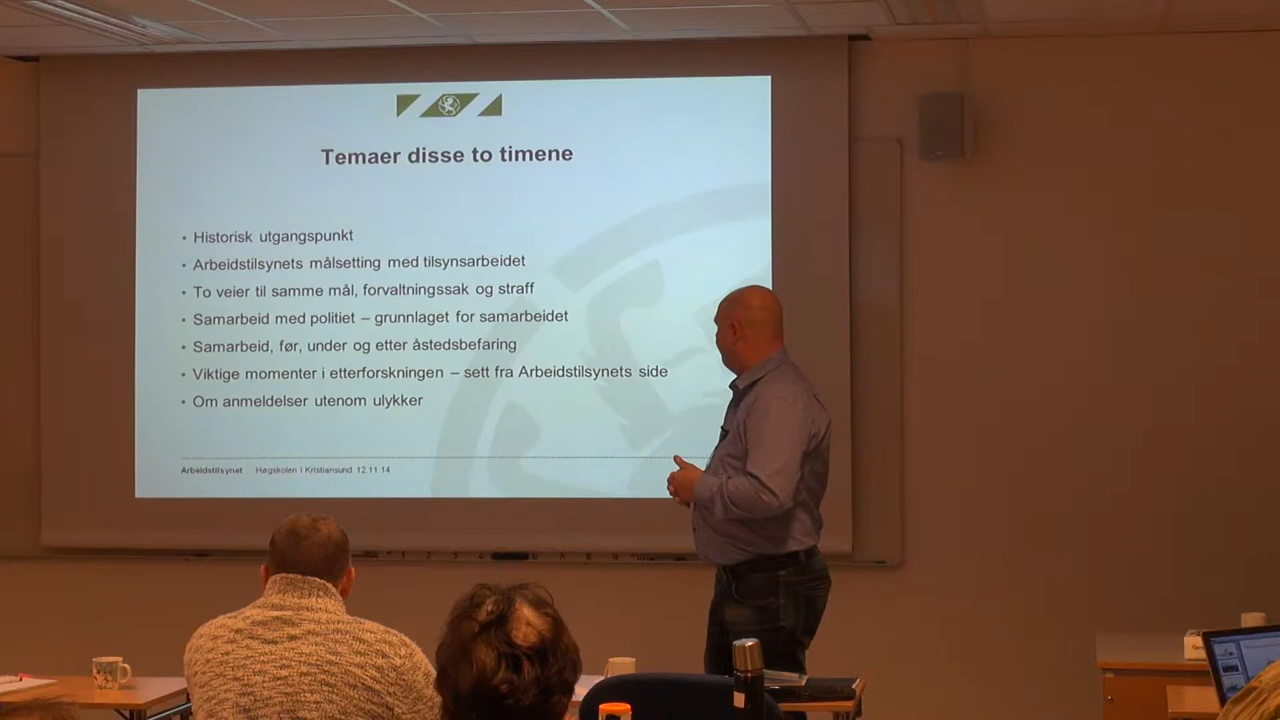 Temaer disse to timene
• Historisk utgangspunkt
• Arbeidstilsynets målsetting med tilsynsarbeidet
• To veier til samme mål, forvaltningssak og straff
• Samarbeid med politiet – grunnlaget for samarbeidet
• Samarbeid, før, under og etter åstedsbefaring
• Viktige momenter i etterforskningen – sett fra Arbeidstilsynets side
• Om anmeldelser utenom ulykker
Arbeidstilsynet Høgskolen i Kristiansund 12.11.14